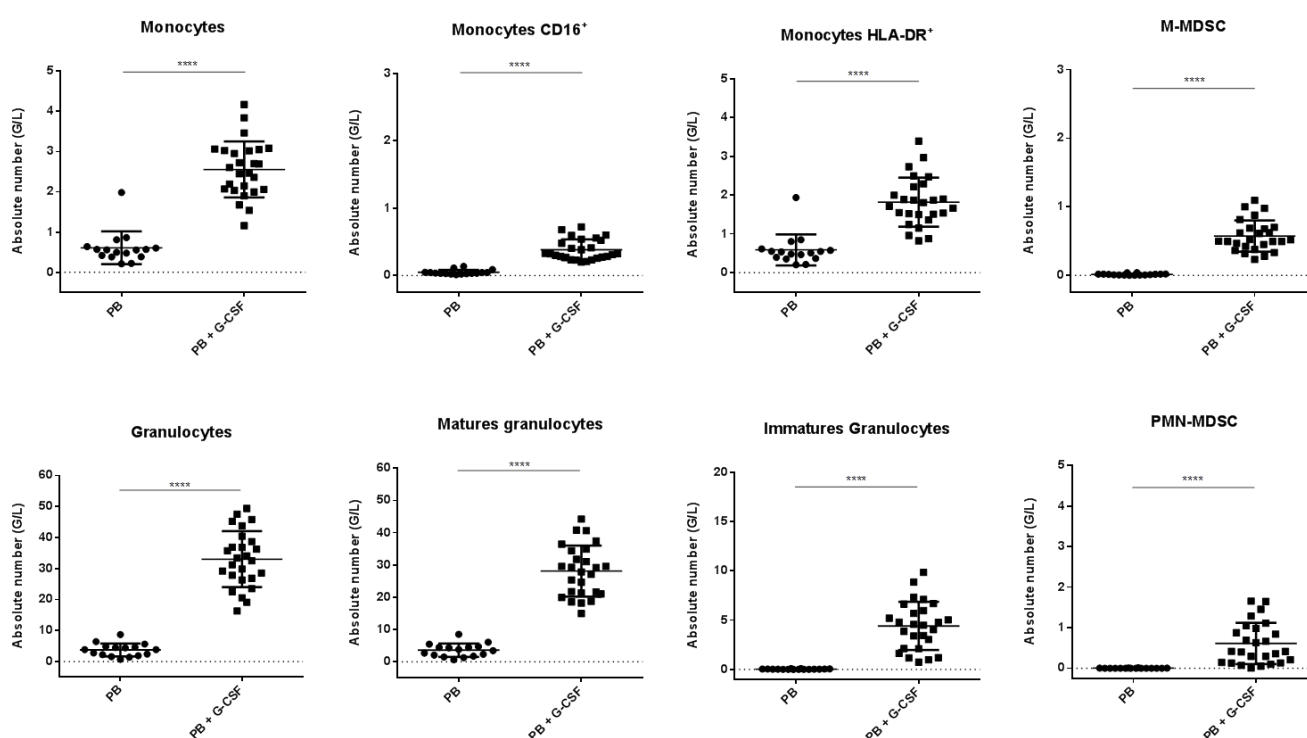 Monocytes
****
Absolute number (G/L)
5
4
3
2
1
0
PB
PB + G-CSF
Monocytes CD16⁺
****
Absolute number (G/L)
3
2
1
0
PB
PB + G-CSF
Monocytes HLA-DR⁺
****
Absolute number (G/L)
5
4
3
2
1
0
PB
PB + G-CSF
M-MDSC
****
Absolute number (G/L)
3
2
1
0
PB
PB + G-CSF
Granulocytes
****
Absolute number (G/L)
60
50
40
30
20
10
0
PB
PB + G-CSF
Matures granulocytes
****
Absolute number (G/L)
60
50
40
30
20
10
0
PB
PB + G-CSF
Immatures Granulocytes
****
Absolute number (G/L)
20
15
10
5
0
PB
PB + G-CSF
PMN-MDSC
****
Absolute number (G/L)
5
4
3
2
1
0
PB
PB + G-CSF